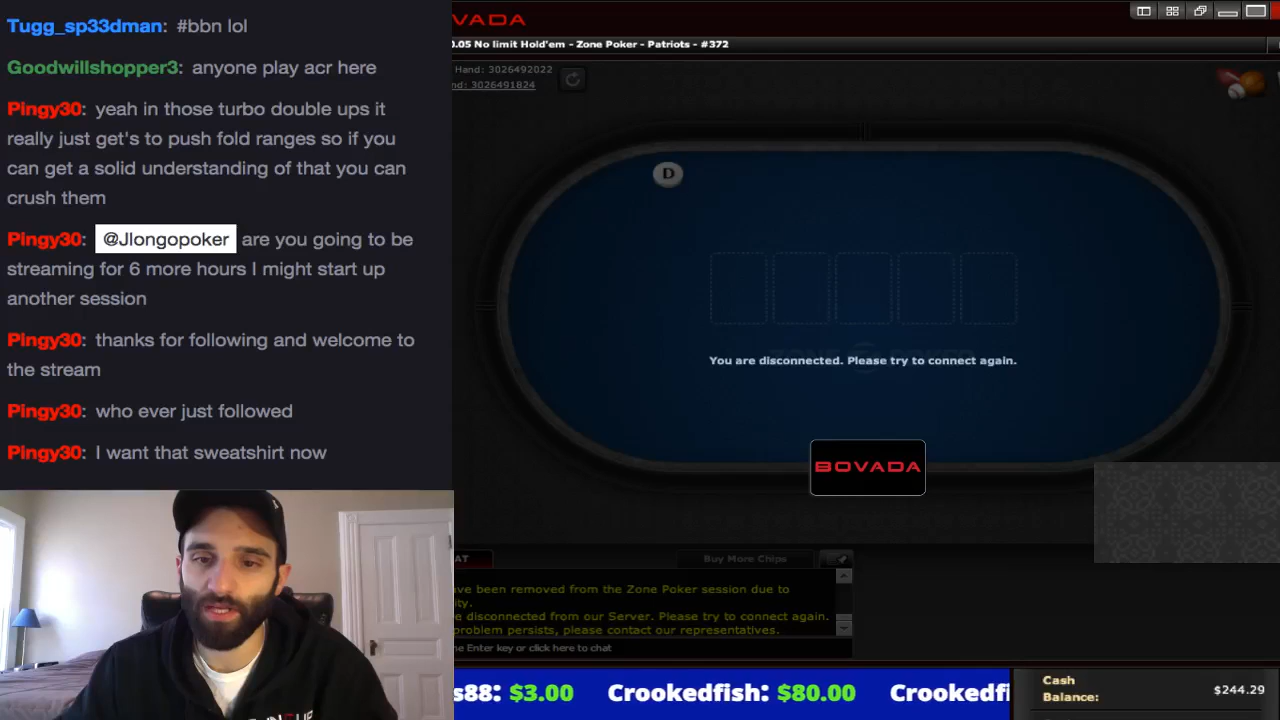 Tugg_sp33dman: #bbn lol
Goodwillshopper3: anyone play acr here
Pingy30: yeah in those turbo double ups it
really just get's to push fold ranges so if you
can get a solid understanding of that you can
crush them
Pingy30: @Jlongopoker are you going to be
streaming for 6 more hours I might start up
another session
Pingy30: thanks for following and welcome to
the stream
Pingy30: who ever just followed
Pingy30: I want that sweatshirt now
VADA
0.05 No limit Hold'em - Zone Poker - Patriots - #372
Hand: 3026492022
nd: 3026491824
D
You are disconnected. Please try to connect again.
BOVADA
AT
Buy More Chips
ave been removed from the Zone Poker session due to
ity.
e disconnected from our Server. Please try to connect again.
problem persists, please contact our representatives.
he Enter key or click here to chat
s88: $3.00 Crookedfish: $80.00 Crookedfi
Cash
Balance:
$244.29